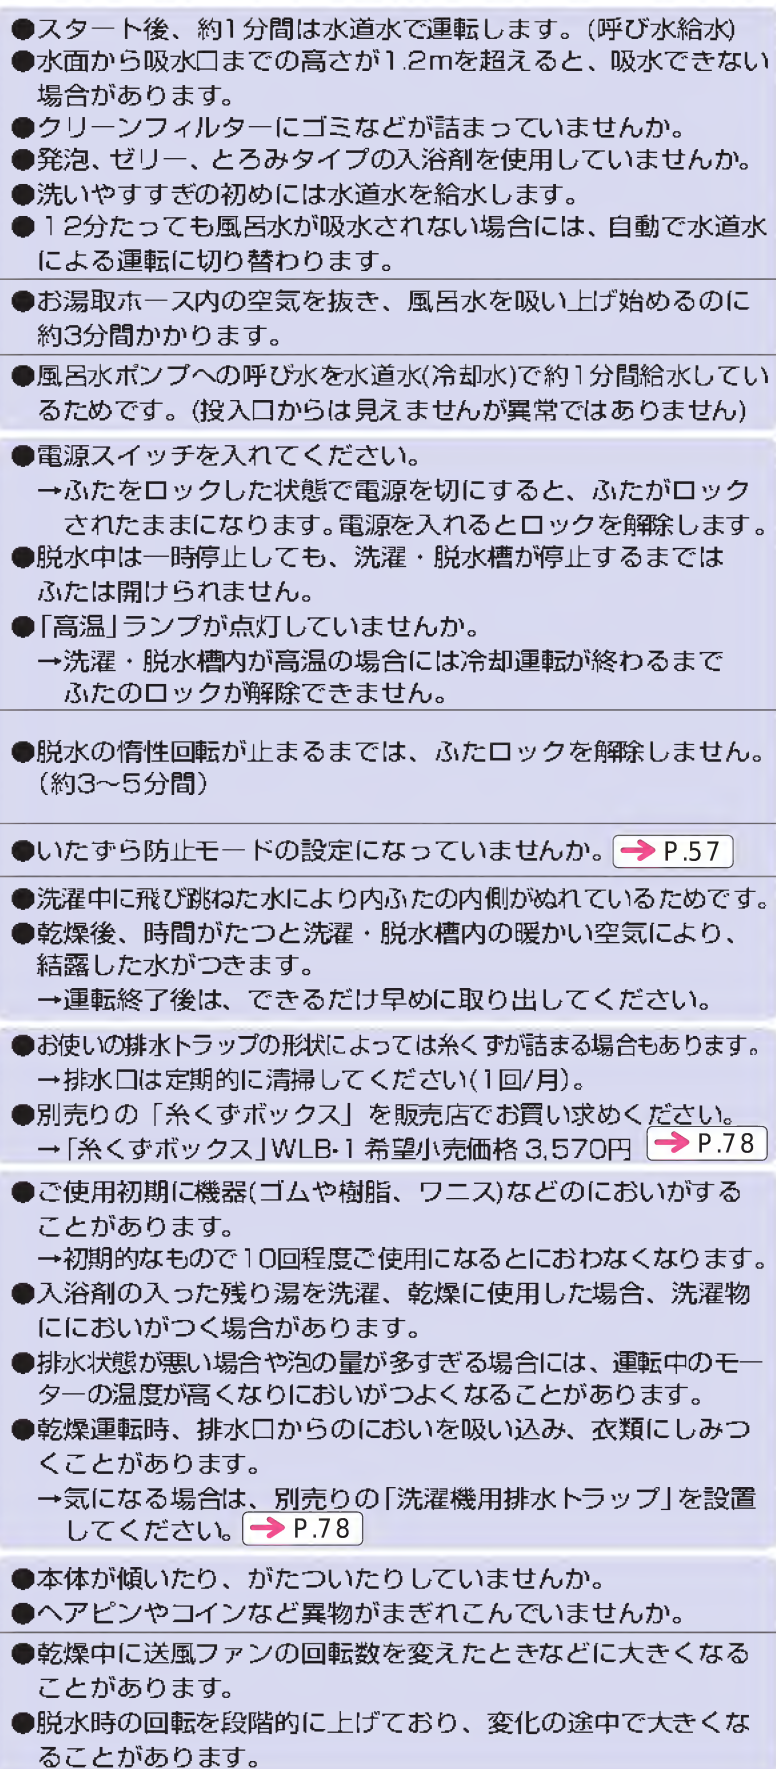 ●スタート後、約1分間は水道水で運転します。(呼び水給水)
●水面から吸水口までの高さが1.2mを超えると、吸水できない
場合があります。
●クリーンフィルターにゴミなどが詰まっていませんか。
●発泡、ゼリー、とろみタイプの入浴剤を使用していませんか。
●洗いやすすぎの初めには水道水を給水します。
●12分たっても風呂水が吸水されない場合には、自動で水道水
による運転に切り替わります。
●お湯取ホース内の空気を抜き、風呂水を吸い上げ始めるのに
約3分間かかります。
●風呂水ポンプへの呼び水を水道水(冷却水)で約1分間給水してい
るためです。(投入口からは見えませんが異常ではありません)
●電源スイッチを入れてください。
→ふたをロックした状態で電源を切にすると、ふたがロック
されたままになります。電源を入れるとロックを解除します。
●脱水中は一時停止しても、洗濯・脱水槽が停止するまでは
ふたは開けられません。
●「高温」ランプが点灯していませんか。
→洗濯・脱水槽内が高温の場合には冷却運転が終わるまで
ふたのロックが解除できません。
●脱水の惰性回転が止まるまでは、ふたロックを解除しません。
(約3〜5分間)
●いたずら防止モードの設定になっていませんか。→ P.57
●洗濯中に飛び跳ねた水により内ふたの内側がぬれているためです。
●乾燥後、時間がたつと洗濯・脱水槽内の暖かい空気により、
結露した水がつきます。
→運転終了後は、できるだけ早めに取り出してください。
●お使いの排水トラップの形状によっては糸くずが詰まる場合もあります。
→排水口は定期的に清掃してください(1回/月)。
●別売りの「糸くずボックス」を販売店でお買い求めください。
→「糸くずボックス」WLB-1 希望小売価格 3,570円 → P.78
●ご使用初期に機器(ゴムや樹脂、ワニス)などのにおいがする
ことがあります。
→初期的なもので10回程度ご使用になるとにおわなくなります。
●入浴剤の入った残り湯を洗濯、乾燥に使用した場合、洗濯物
ににおいがつく場合があります。
●排水状態が悪い場合や泡の量が多すぎる場合には、運転中のモー
ターの温度が高くなりにおいがつよくなることがあります。
●乾燥運転時、排水口からのにおいを吸い込み、衣類にしみつ
くことがあります。
→気になる場合は、別売りの「洗濯機用排水トラップ」を設置
してください。→ P.78
●本体が傾いたり、がたついたりしていませんか。
●ヘアピンやコインなど異物がまぎれこんでいませんか。
●乾燥中に送風ファンの回転数を変えたときなどに大きくなる
ことがあります。
●脱水時の回転を段階的に上げており、変化の途中で大きくな
ることがあります。